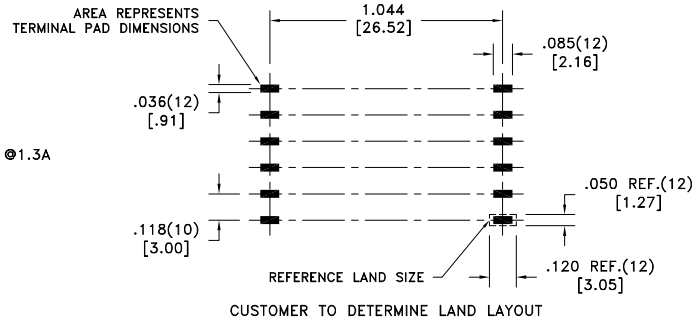 AREA REPRESENTS
TERMINAL PAD DIMENSIONS
1.044
[26.52]
.085(12)
[2.16]
.036(12)
[.91]
@1.3A
.050 REF.(12)
[1.27]
.118(10)
[3.00]
REFERENCE LAND SIZE
.120 REF.(12)
[3.05]
CUSTOMER TO DETERMINE LAND LAYOUT